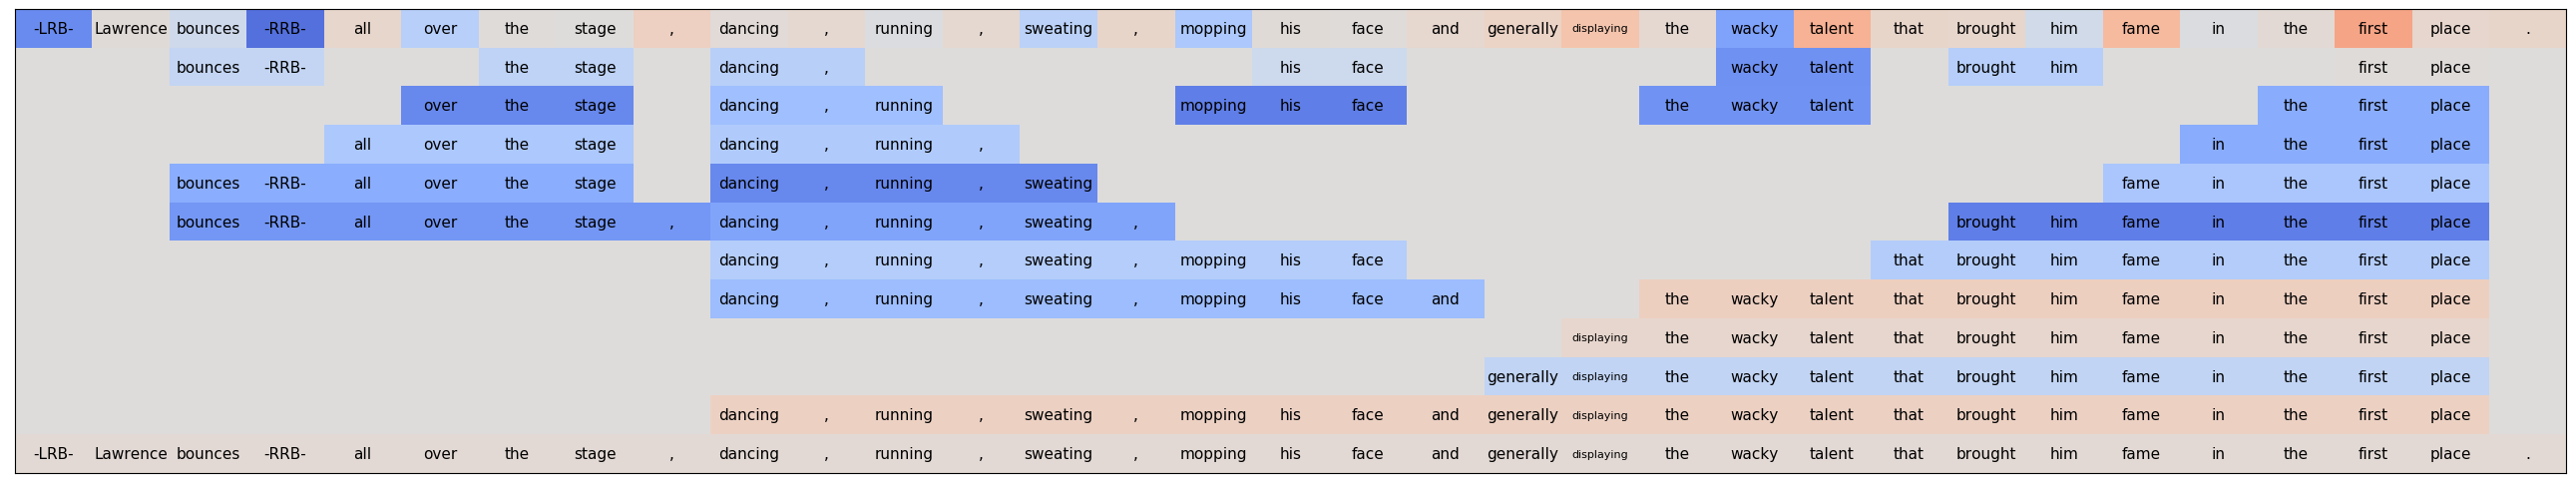 -LRB- Lawrence bounces -RRB- all over the stage , dancing , running , sweating , mopping his face and generally displaying the wacky talent that brought him fame in the first place .
bounces -RRB- the stage dancing , his face wacky talent brought him first place
over the stage dancing , running mopping his face the wacky talent the first place
all over the stage dancing , running , in the first place
bounces -RRB- all over the stage dancing , running , sweating fame in the first place
bounces -RRB- all over the stage , dancing , running , sweating , brought him fame in the first place
dancing , running , sweating , mopping his face that brought him fame in the first place
dancing , running , sweating , mopping his face and the wacky talent that brought him fame in the first place
displaying the wacky talent that brought him fame in the first place
generally displaying the wacky talent that brought him fame in the first place
dancing , running , sweating , mopping his face and generally displaying the wacky talent that brought him fame in the first place
-LRB- Lawrence bounces -RRB- all over the stage , dancing , running , sweating , mopping his face and generally displaying the wacky talent that brought him fame in the first place .